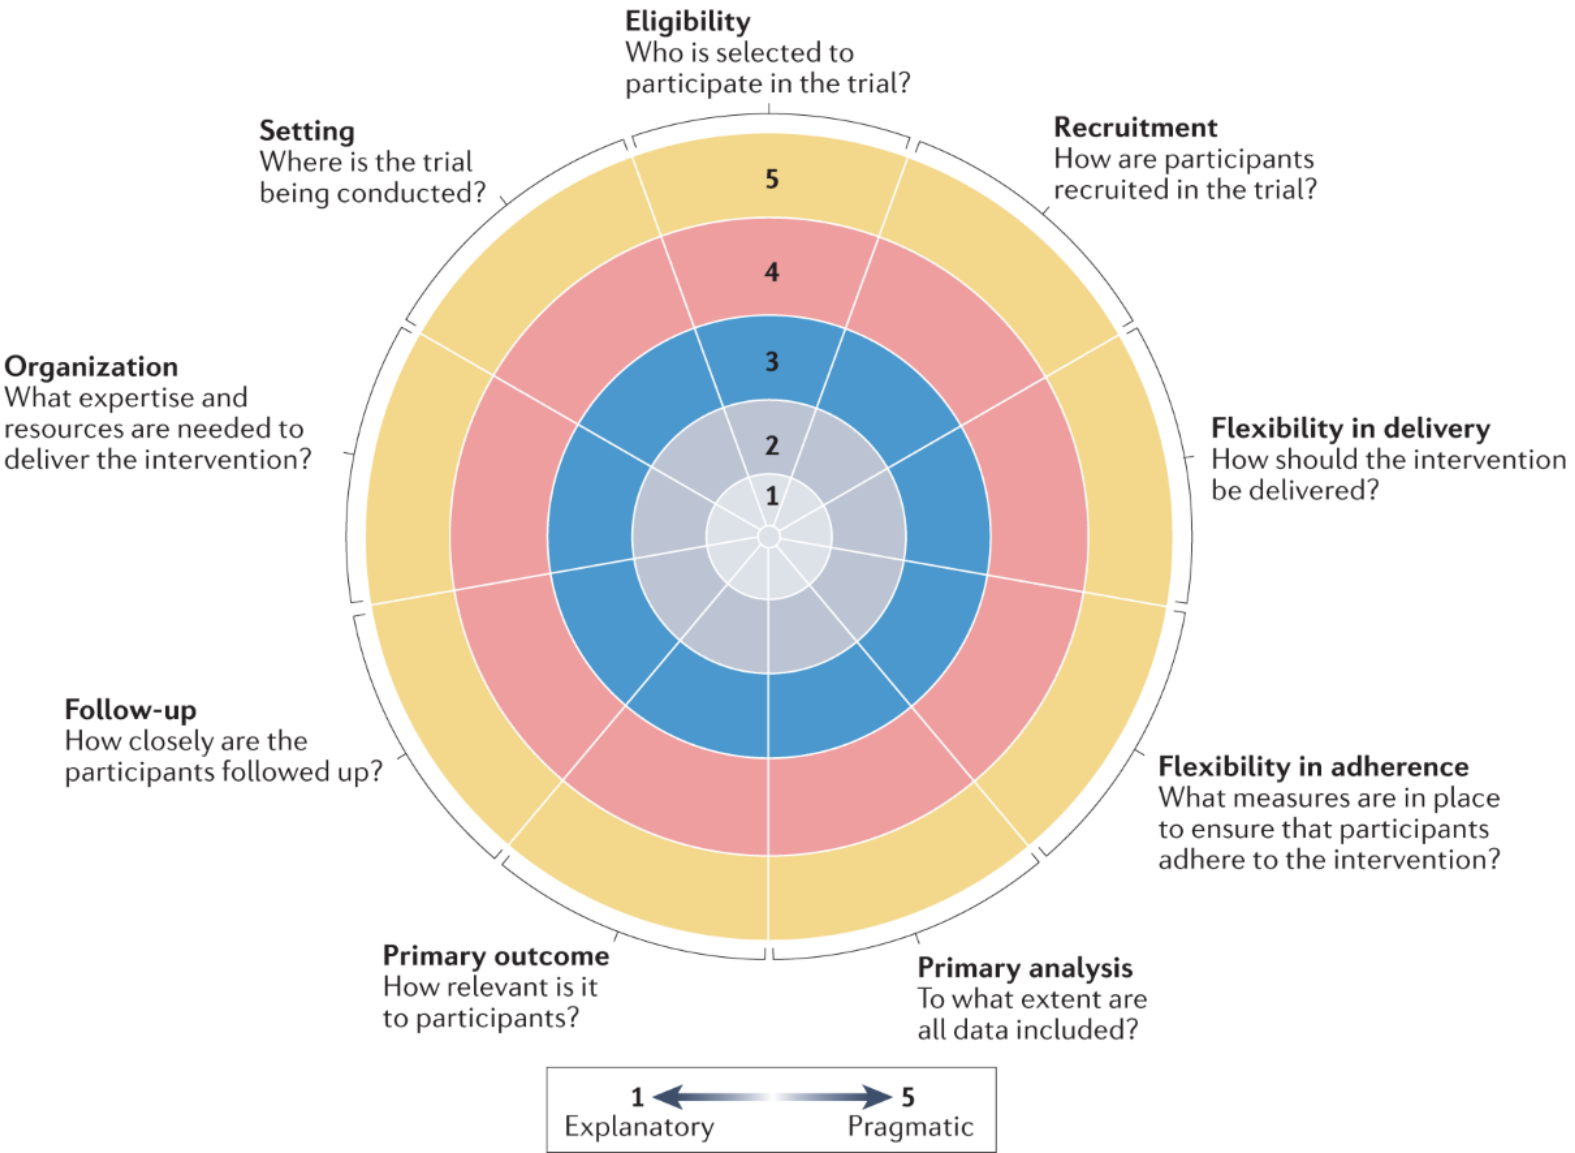 Eligibility
Who is selected to
participate in the trial?
Recruitment
How are participants
recruited in the trial?
Flexibility in delivery
How should the intervention
be delivered?
Flexibility in adherence
What measures are in place
to ensure that participants
adhere to the intervention?
Primary analysis
To what extent are
all data included?
Primary outcome
How relevant is it
to participants?
Follow-up
How closely are the
participants followed up?
Organization
What expertise and
resources are needed to
deliver the intervention?
Setting
Where is the trial
being conducted?
5
4
3
2
1
1 5
Explanatory Pragmatic